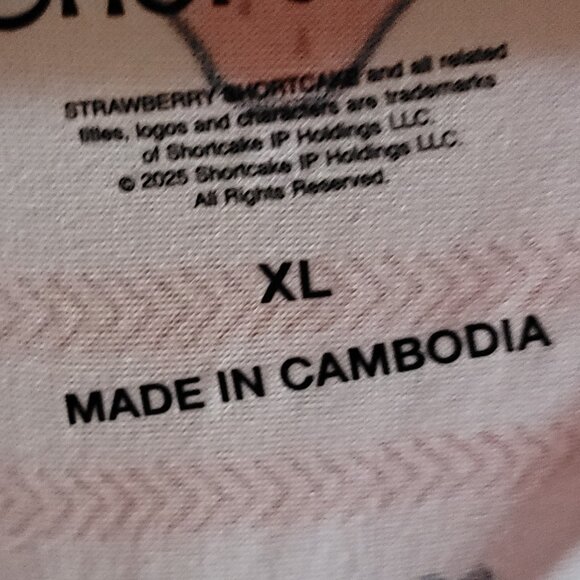 STRAWBERRY SHORTCAKE and all related
titles, logos and characters are trademarks
of Shortcake IP Holdings LLC.
© 2025 Shortcake IP Holdings LLC.
All Rights Reserved.
XL
MADE IN CAMBODIA